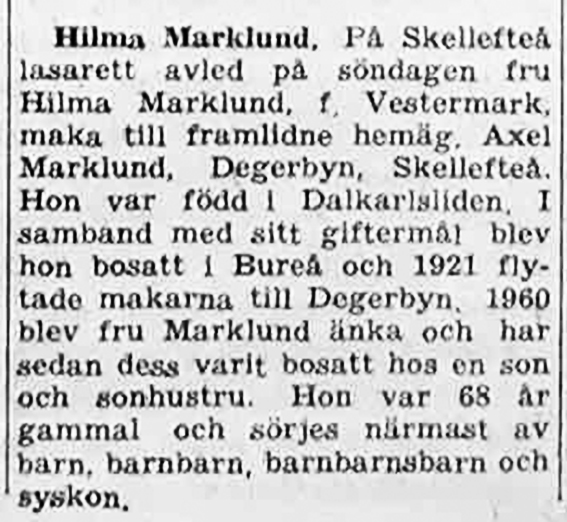 Hilma Marklund. På Skellefteå
lasarett avled på söndagen fru
Hilma Marklund, f. Vestermark,
maka till framlidne hemäg. Axel
Marklund, Degerbyn, Skellefteå.
Hon var född i Dalkarlsliden. I
samband med sitt giftermål blev
hon bosatt i Bureå och 1921 fly-
tade makarna till Degerbyn. 1960
blev fru Marklund änka och har
sedan dess varit bosatt hos en son
och sonhustru. Hon var 68 år
gammal och sörjes närmast av
barn, barnbarn, barnbarnsbarn och
syskon.